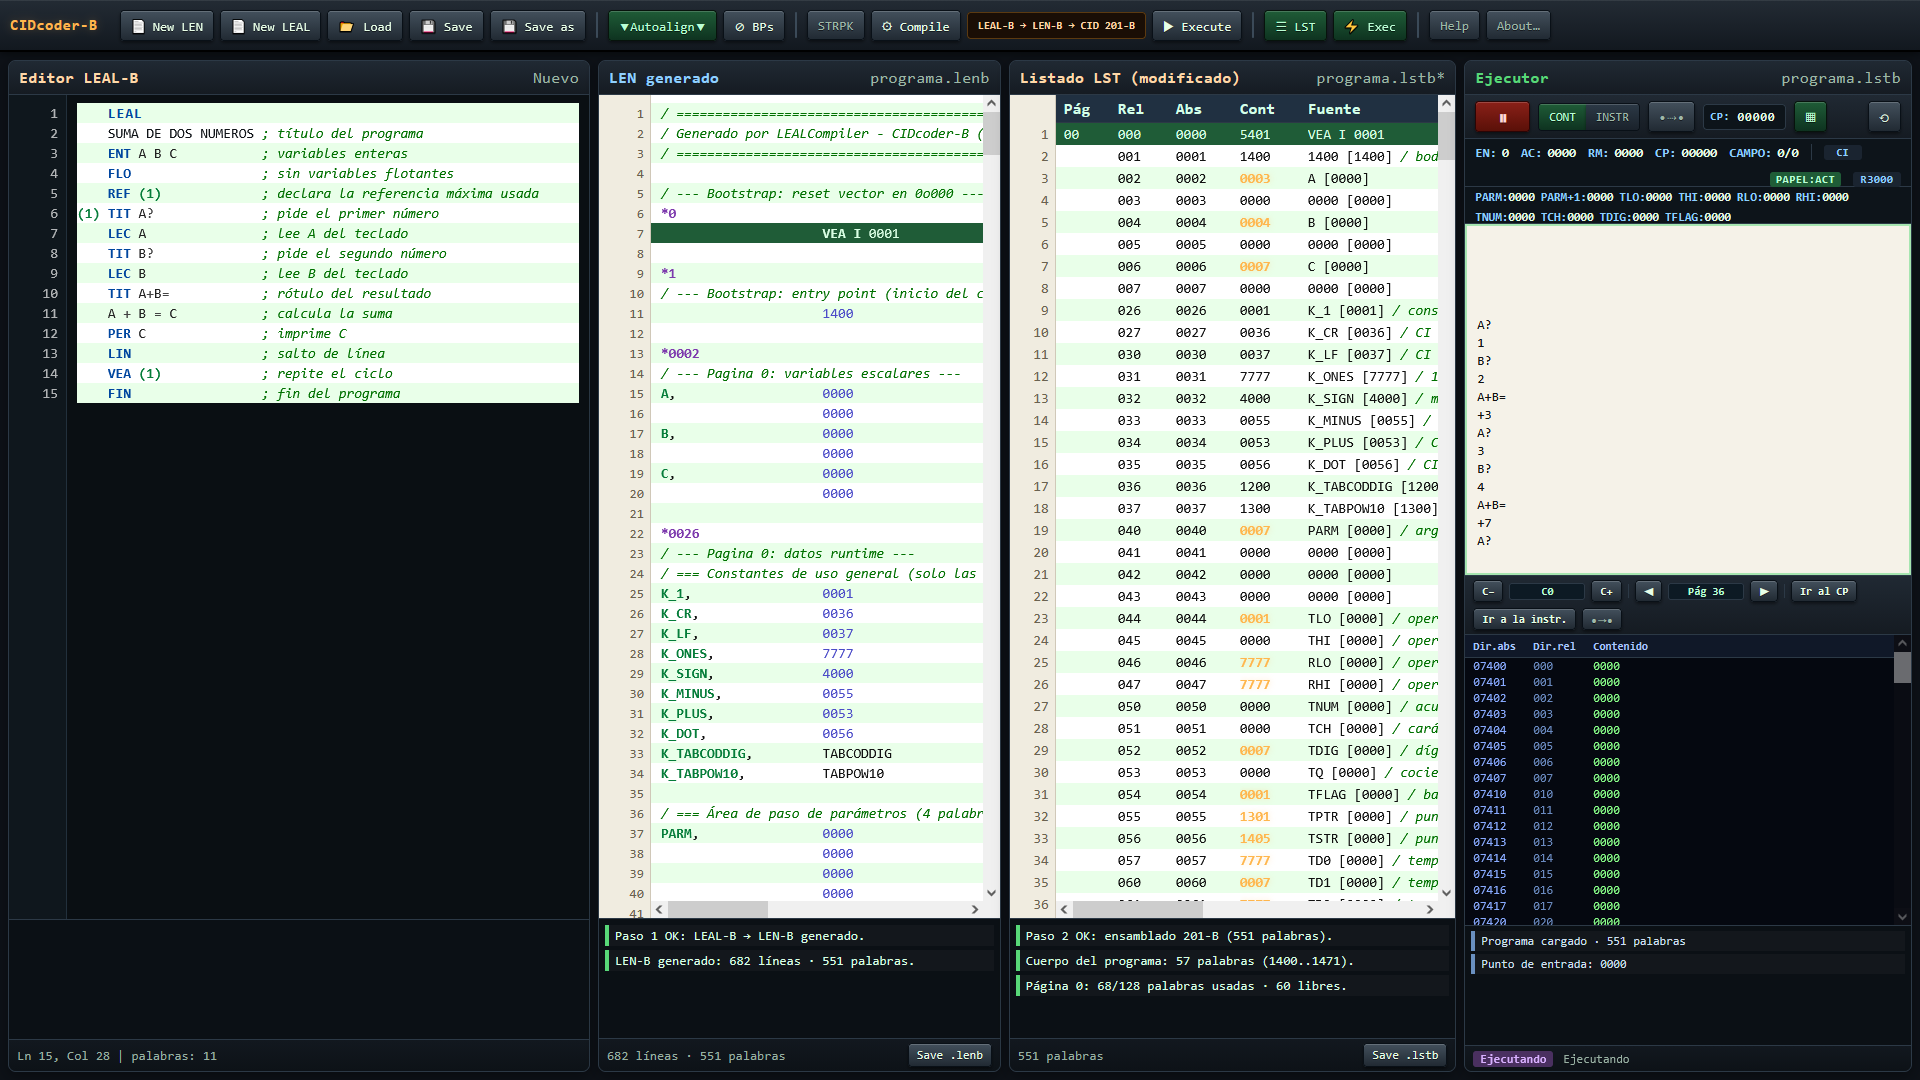 CIDcoder-B
New LEN
New LEAL
Load
Save
Save as
▼Autoalign▼
⊘ BPs
STRPK
⚙ Compile
LEAL-B → LEN-B → CID 201-B
▶ Execute
☰ LST
⚡ Exec
Help
About…
Editor LEAL-B Nuevo
1 LEAL
2 SUMA DE DOS NUMEROS ; título del programa
3 ENT A B C ; variables enteras
4 FLO ; sin variables flotantes
5 REF (1) ; declara la referencia máxima usada
6 (1) TIT A? ; pide el primer número
7 LEC A ; lee A del teclado
8 TIT B? ; pide el segundo número
9 LEC B ; lee B del teclado
10 TIT A+B= ; rótulo del resultado
11 A + B = C ; calcula la suma
12 PER C ; imprime C
13 LIN ; salto de línea
14 VEA (1) ; repite el ciclo
15 FIN ; fin del programa
Ln 15, Col 28 | palabras: 11
LEN generado programa.lenb
1 / ======================================
2 / Generado por LEALCompiler - CIDcoder-B (
3 / ======================================
4
5 / --- Bootstrap: reset vector en 0o000 ---
6 *0
7 VEA I 0001
8
9 *1
10 / --- Bootstrap: entry point (inicio del c
11 1400
12
13 *0002
14 / --- Pagina 0: variables escalares ---
15 A, 0000
16 0000
17 B, 0000
18 0000
19 C, 0000
20 0000
21
22 *0026
23 / --- Pagina 0: datos runtime ---
24 / === Constantes de uso general (solo las
25 K_1, 0001
26 K_CR, 0036
27 K_LF, 0037
28 K_ONES, 7777
29 K_SIGN, 4000
30 K_MINUS, 0055
31 K_PLUS, 0053
32 K_DOT, 0056
33 K_TABCODDIG, TABCODDIG
34 K_TABPOW10, TABPOW10
35
36 / === Área de paso de parámetros (4 palabr
37 PARM, 0000
38 0000
39 0000
40 0000
41
Paso 1 OK: LEAL-B → LEN-B generado.
LEN-B generado: 682 líneas · 551 palabras.
682 líneas · 551 palabras
Save .lenb
Listado LST (modificado) programa.lstb*
Pág Rel Abs Cont Fuente
1 00 000 0000 5401 VEA I 0001
2 001 0001 1400 1400 [1400] / bod
3 002 0002 0003 A [0000]
4 003 0003 0000 0000 [0000]
5 004 0004 0004 B [0000]
6 005 0005 0000 0000 [0000]
7 006 0006 0007 C [0000]
8 007 0007 0000 0000 [0000]
9 026 0026 0001 K_1 [0001] / cons
10 027 0027 0036 K_CR [0036] / CI
11 030 0030 0037 K_LF [0037] / CI
12 031 0031 7777 K_ONES [7777] / 1
13 032 0032 4000 K_SIGN [4000] / m
14 033 0033 0055 K_MINUS [0055] /
15 034 0034 0053 K_PLUS [0053] / C
16 035 0035 0056 K_DOT [0056] / CI
17 036 0036 1200 K_TABCODDIG [1200
18 037 0037 1300 K_TABPOW10 [1300]
19 040 0040 0007 PARM [0000] / arg
20 041 0041 0000 0000 [0000]
21 042 0042 0000 0000 [0000]
22 043 0043 0000 0000 [0000]
23 044 0044 0001 TLO [0000] / oper
24 045 0045 0000 THI [0000] / oper
25 046 0046 7777 RLO [0000] / oper
26 047 0047 7777 RHI [0000] / oper
27 050 0050 0000 TNUM [0000] / acu
28 051 0051 0000 TCH [0000] / cará
29 052 0052 0007 TDIG [0000] / díg
30 053 0053 0000 TQ [0000] / cocie
31 054 0054 0001 TFLAG [0000] / ba
32 055 0055 1301 TPTR [0000] / pun
33 056 0056 1405 TSTR [0000] / pun
34 057 0057 7777 TD0 [0000] / temp
35 060 0060 0007 TD1 [0000] / temp
36
Paso 2 OK: ensamblado 201-B (551 palabras).
Cuerpo del programa: 57 palabras (1400..1471).
Página 0: 68/128 palabras usadas · 60 libres.
551 palabras
Save .lstb
Ejecutor programa.lstb
CONT INSTR CP: 00000
EN: 0 AC: 0000 RM: 0000 CP: 00000 CAMPO: 0/0 CI
PAPEL:ACT R3000
PARM:0000 PARM+1:0000 TLO:0000 THI:0000 RLO:0000 RHI:0000
TNUM:0000 TCH:0000 TDIG:0000 TFLAG:0000
A?
1
B?
2
A+B=
+3
A?
3
B?
4
A+B=
+7
A?
C− C0 C+ ◀ Pág 36 ▶ Ir al CP
Ir a la instr.
Dir.abs Dir.rel Contenido
07400 000 0000
07401 001 0000
07402 002 0000
07403 003 0000
07404 004 0000
07405 005 0000
07406 006 0000
07407 007 0000
07410 010 0000
07411 011 0000
07412 012 0000
07413 013 0000
07414 014 0000
07415 015 0000
07416 016 0000
07417 017 0000
07420 020 0000
Programa cargado · 551 palabras
Punto de entrada: 0000
Ejecutando Ejecutando